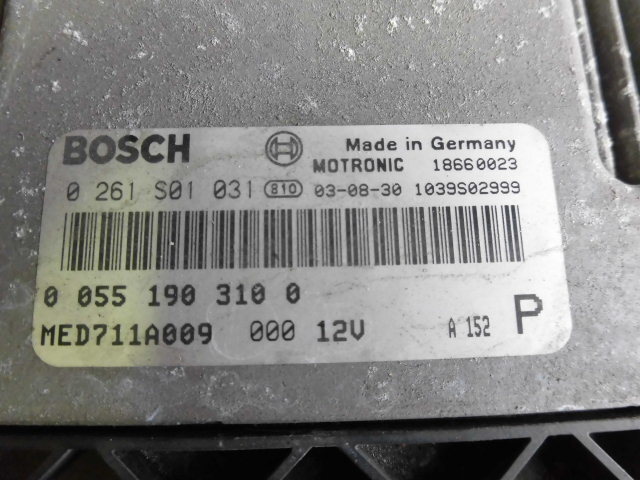 BOSCH Made in Germany
MOTRONIC 18660023
0 261 S01 031 810 03-08-30 1039S02999
0 055 190 310 0
MED711A009 000 12V A 152 P